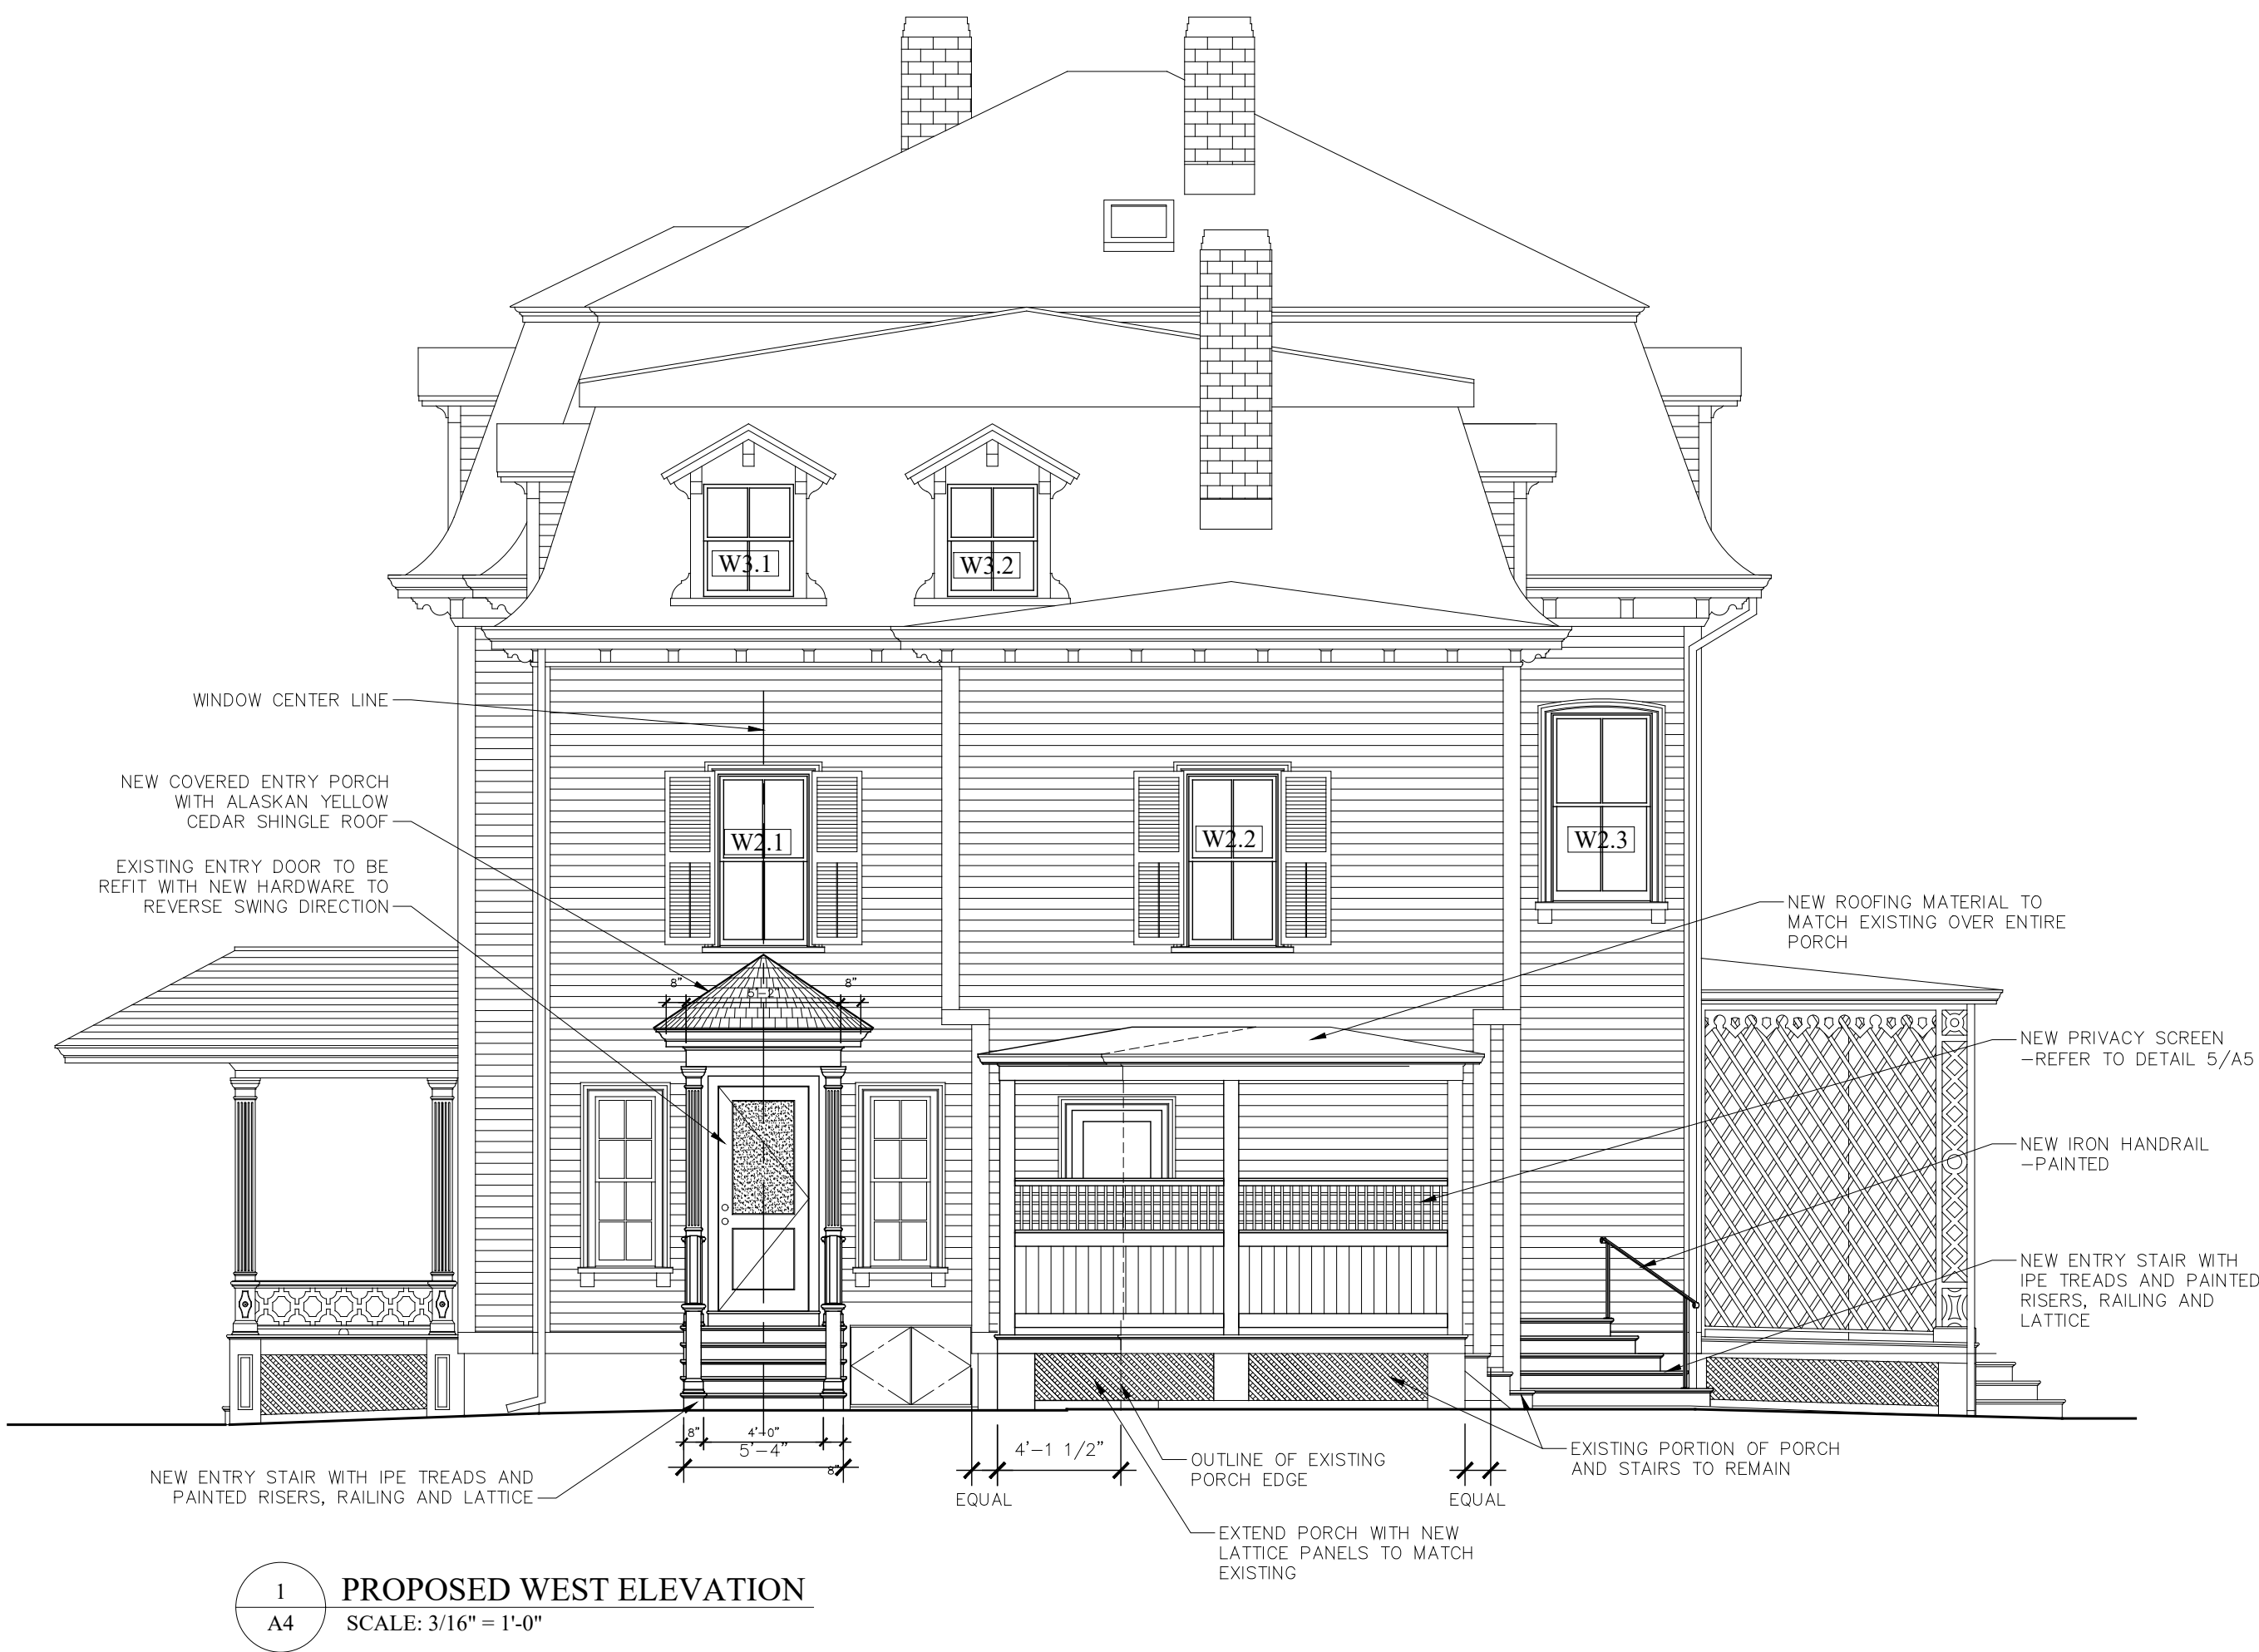 W3.1
W3.2
WINDOW CENTER LINE
NEW COVERED ENTRY PORCH
WITH ALASKAN YELLOW
CEDAR SHINGLE ROOF
EXISTING ENTRY DOOR TO BE
REFIT WITH NEW HARDWARE TO
REVERSE SWING DIRECTION
W2.1
W2.2
W2.3
NEW ROOFING MATERIAL TO
MATCH EXISTING OVER ENTIRE
PORCH
8"
5'-2"
8"
NEW PRIVACY SCREEN
-REFER TO DETAIL 5/A5
NEW IRON HANDRAIL
-PAINTED
NEW ENTRY STAIR WITH
IPE TREADS AND PAINTED
RISERS, RAILING AND
LATTICE
8"
4'-0"
5'-4"
8"
4'-1 1/2"
EQUAL
EQUAL
OUTLINE OF EXISTING
PORCH EDGE
EXISTING PORTION OF PORCH
AND STAIRS TO REMAIN
NEW ENTRY STAIR WITH IPE TREADS AND
PAINTED RISERS, RAILING AND LATTICE
EXTEND PORCH WITH NEW
LATTICE PANELS TO MATCH
EXISTING
1
A4
PROPOSED WEST ELEVATION
SCALE: 3/16" = 1'-0"